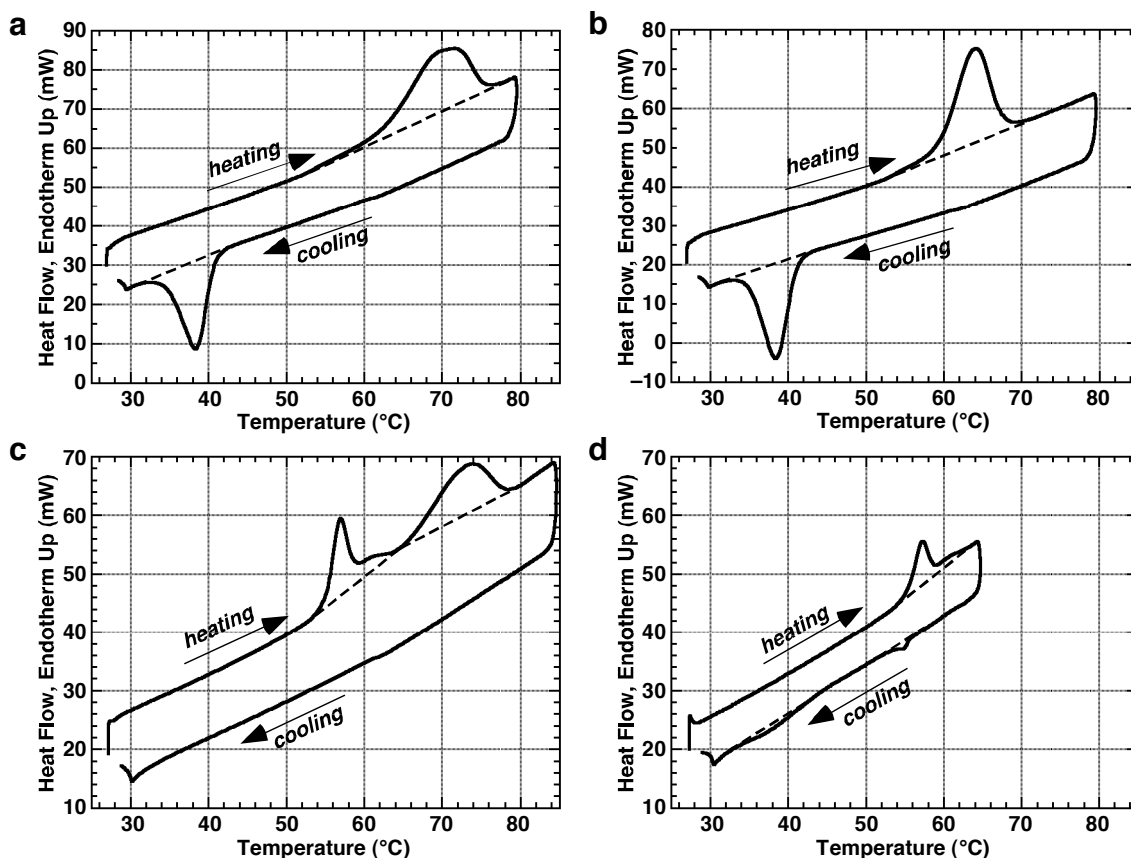 a
Heat Flow, Endotherm Up (mW)
90
80
70
60
50
40
30
20
10
0
heating
cooling
30 40 50 60 70 80
Temperature (°C)
b
Heat Flow, Endotherm Up (mW)
80
70
60
50
40
30
20
10
0
−10
heating
cooling
30 40 50 60 70 80
Temperature (°C)
c
Heat Flow, Endotherm Up (mW)
70
60
50
40
30
20
10
heating
cooling
30 40 50 60 70 80
Temperature (°C)
d
Heat Flow, Endotherm Up (mW)
70
60
50
40
30
20
10
heating
cooling
30 40 50 60 70 80
Temperature (°C)